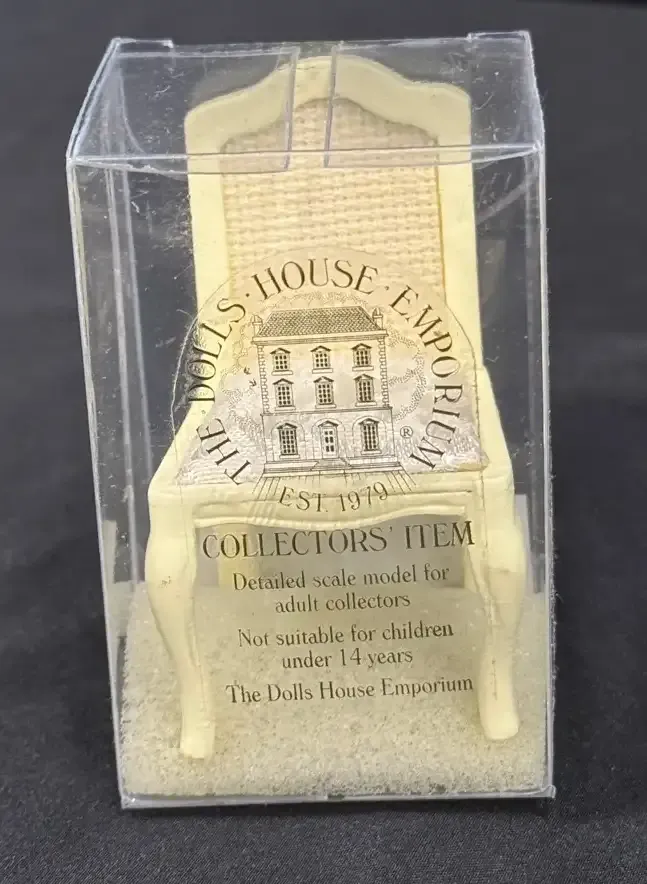 THE · DOLLS · HOUSE · EMPORIUM
®
EST. 1979
COLLECTORS' ITEM
Detailed scale model for
adult collectors
Not suitable for children
under 14 years
The Dolls House Emporium